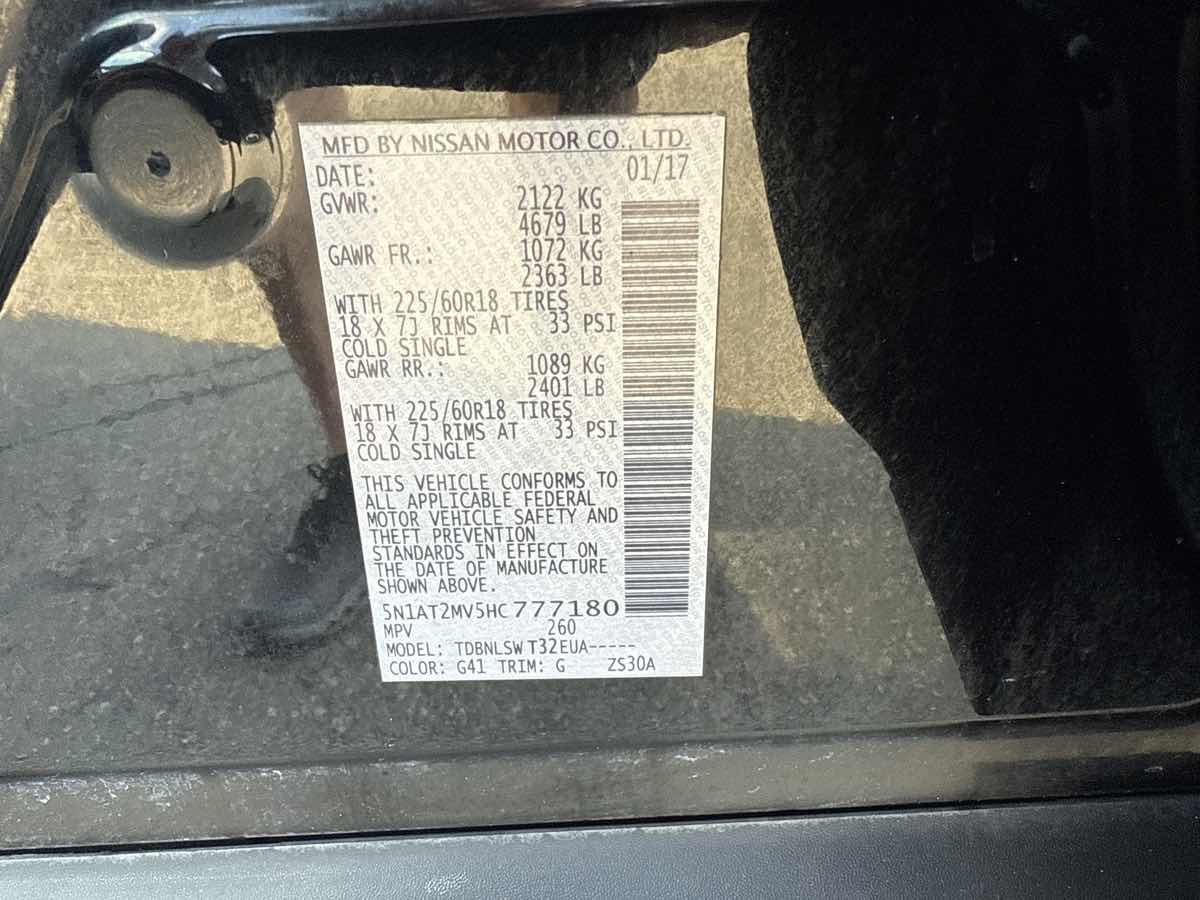 MFD BY NISSAN MOTOR CO., LTD.
DATE: 01/17
GVWR: 2122 KG
4679 LB
GAWR FR.: 1072 KG
2363 LB
WITH 225/60R18 TIRES
18 X 7J RIMS AT 33 PSI
COLD SINGLE
GAWR RR.: 1089 KG
2401 LB
WITH 225/60R18 TIRES
18 X 7J RIMS AT 33 PSI
COLD SINGLE
THIS VEHICLE CONFORMS TO
ALL APPLICABLE FEDERAL
MOTOR VEHICLE SAFETY AND
THEFT PREVENTION
STANDARDS IN EFFECT ON
THE DATE OF MANUFACTURE
SHOWN ABOVE.
5N1AT2MV5HC777180
MPV 260
MODEL: TDBNLSW T32EUA-----
COLOR: G41 TRIM: G ZS30A